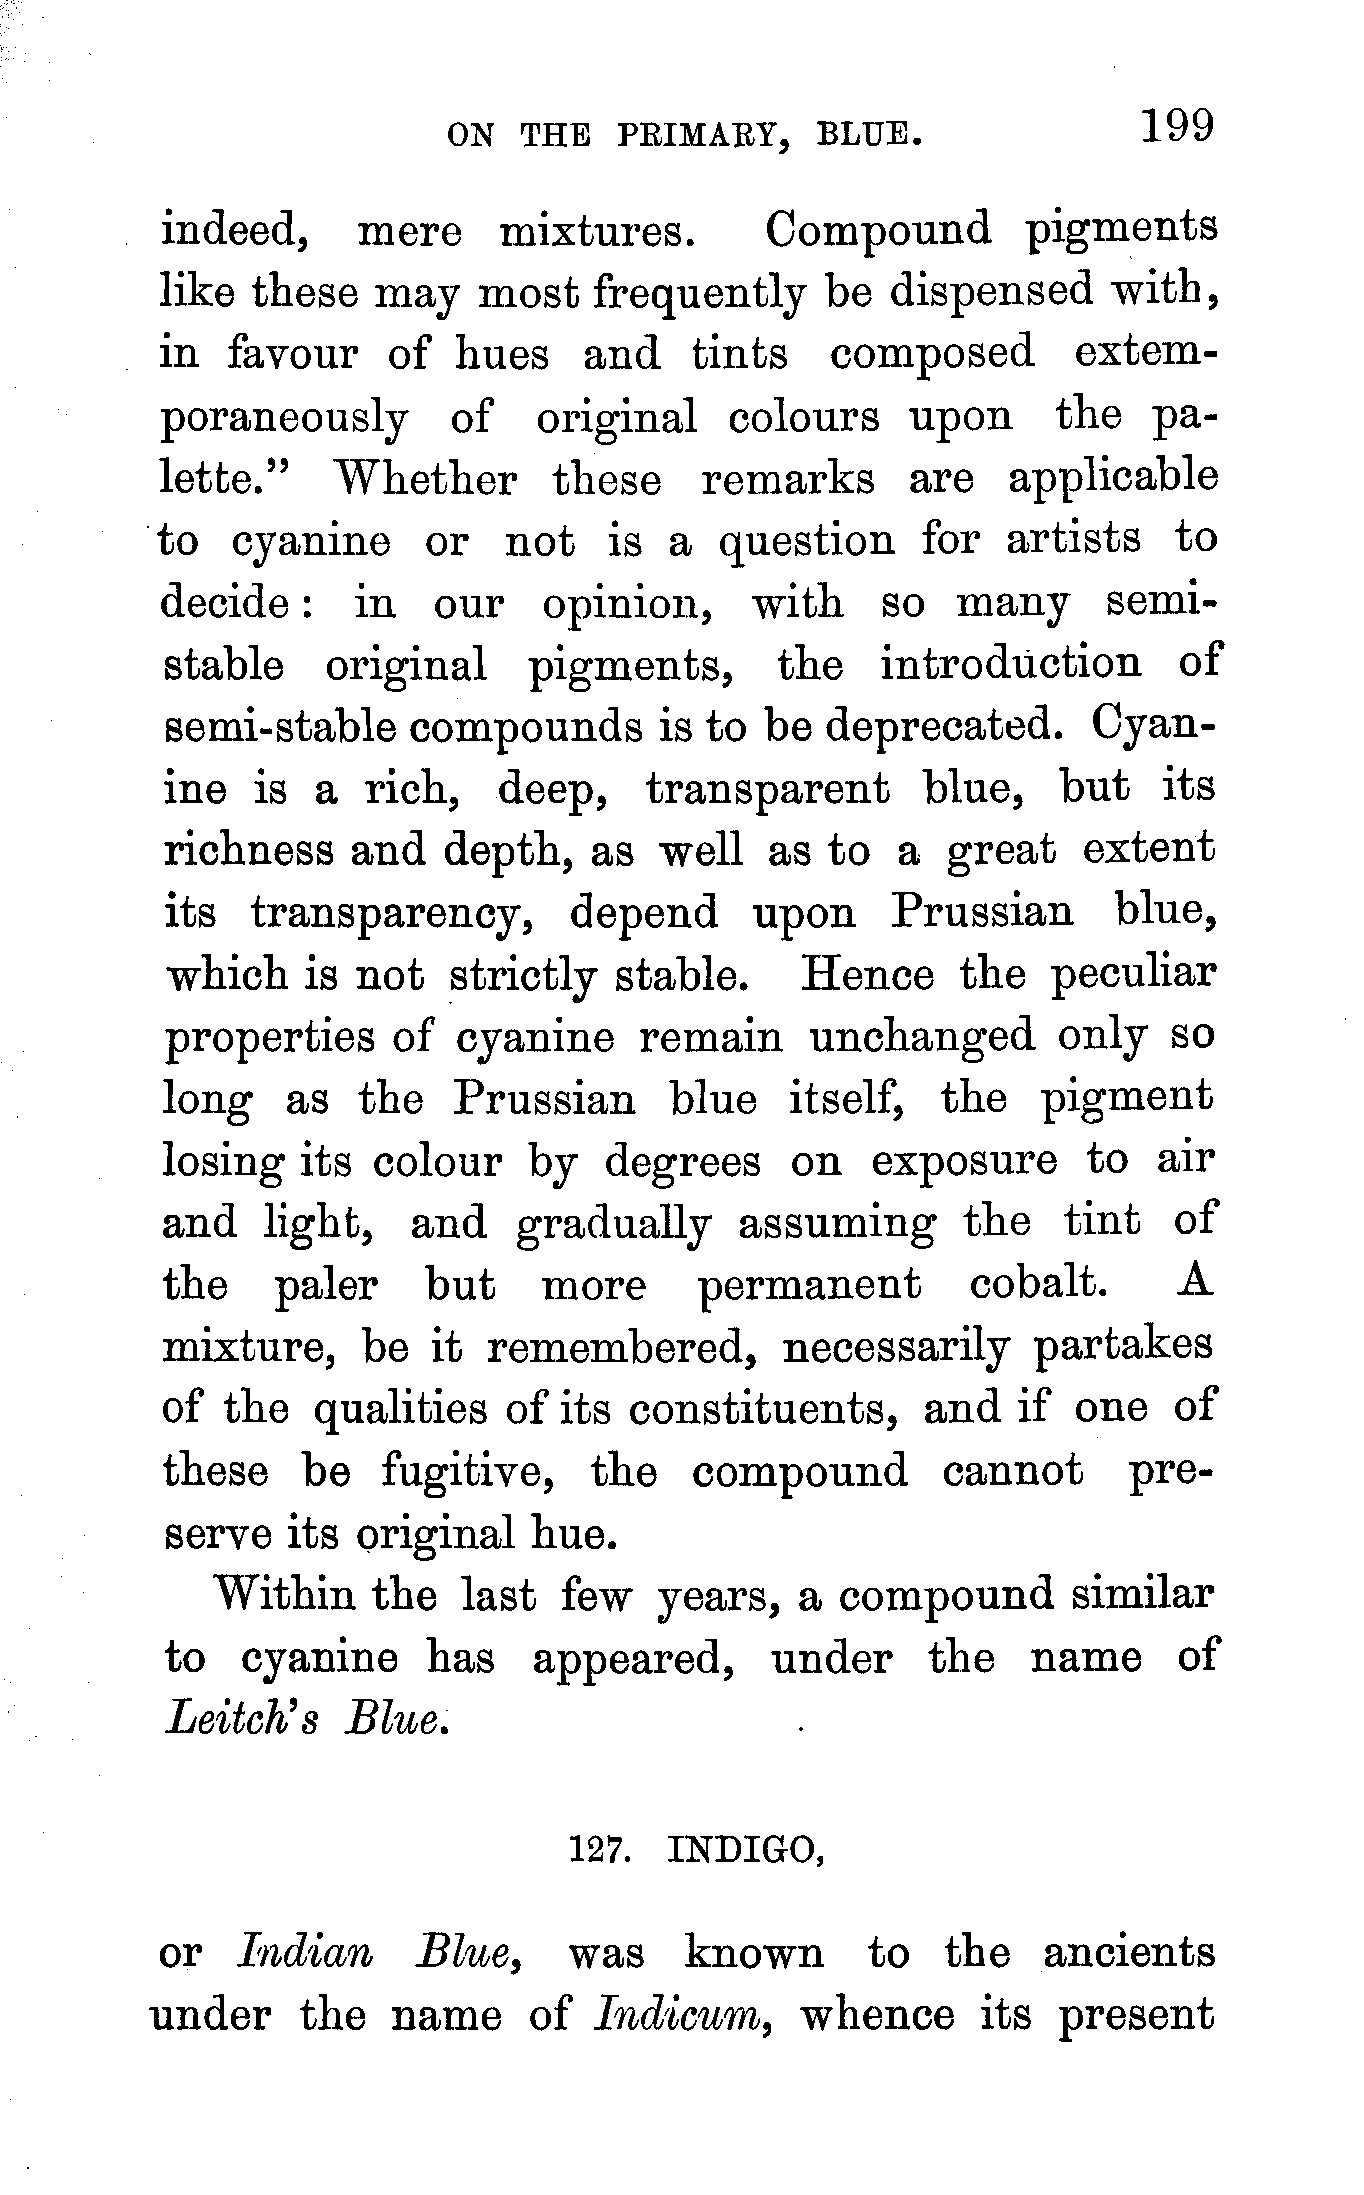 ON THE PRIMARY, BLUE. 199
indeed, mere mixtures. Compound pigments
like these may most frequently be dispensed with,
in favour of hues and tints composed extem-
poraneously of original colours upon the pa-
lette.” Whether these remarks are applicable
to cyanine or not is a question for artists to
decide: in our opinion, with so many semi-
stable original pigments, the introduction of
semi-stable compounds is to be deprecated. Cyan-
ine is a rich, deep, transparent blue, but its
richness and depth, as well as to a great extent
its transparency, depend upon Prussian blue,
which is not strictly stable. Hence the peculiar
properties of cyanine remain unchanged only so
long as the Prussian blue itself, the pigment
losing its colour by degrees on exposure to air
and light, and gradually assuming the tint of
the paler but more permanent cobalt. A
mixture, be it remembered, necessarily partakes
of the qualities of its constituents, and if one of
these be fugitive, the compound cannot pre-
serve its original hue.
Within the last few years, a compound similar
to cyanine has appeared, under the name of
Leitch's Blue.
127. INDIGO,
or Indian Blue, was known to the ancients
under the name of Indicum, whence its present